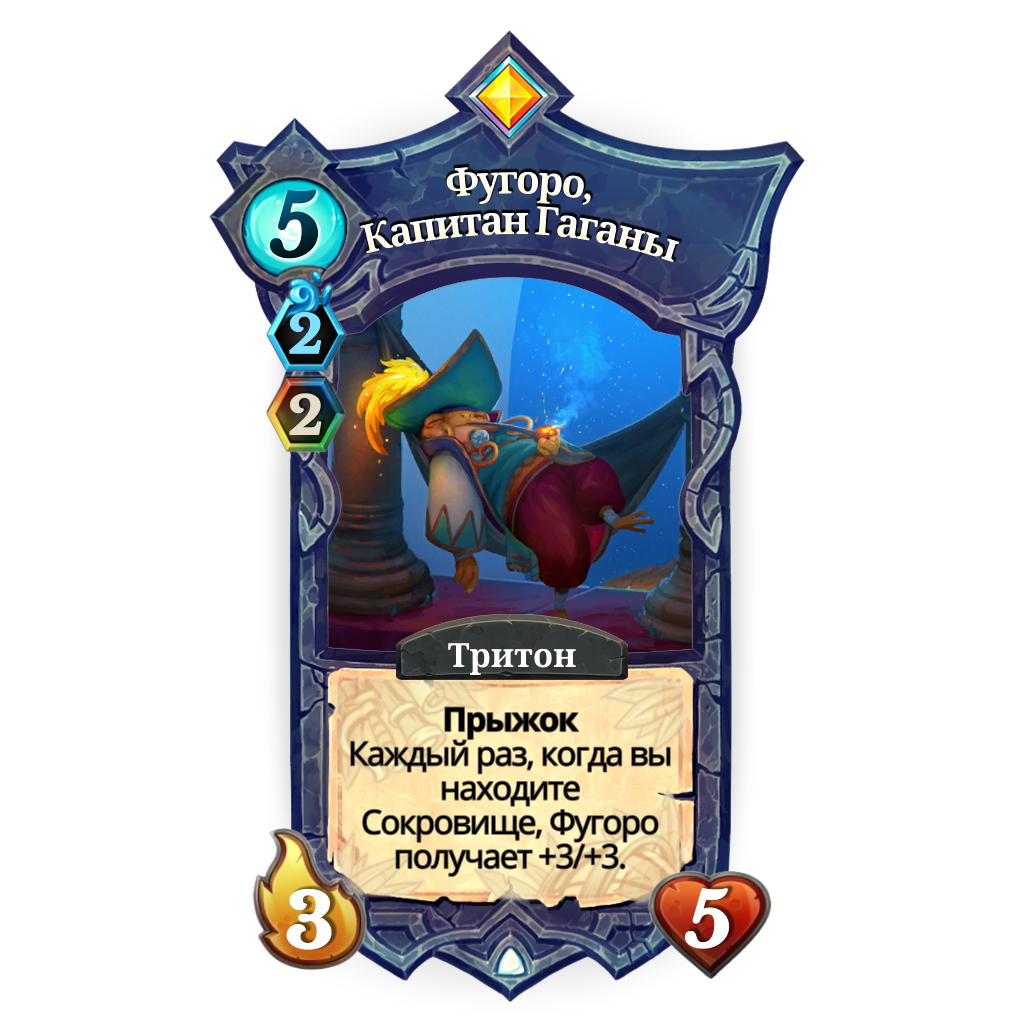 Фугоро,
Капитан Гаганы
5
2
2
Тритон
Прыжок
Каждый раз, когда вы
находите
Сокровище, Фугоро
получает +3/+3.
3
5